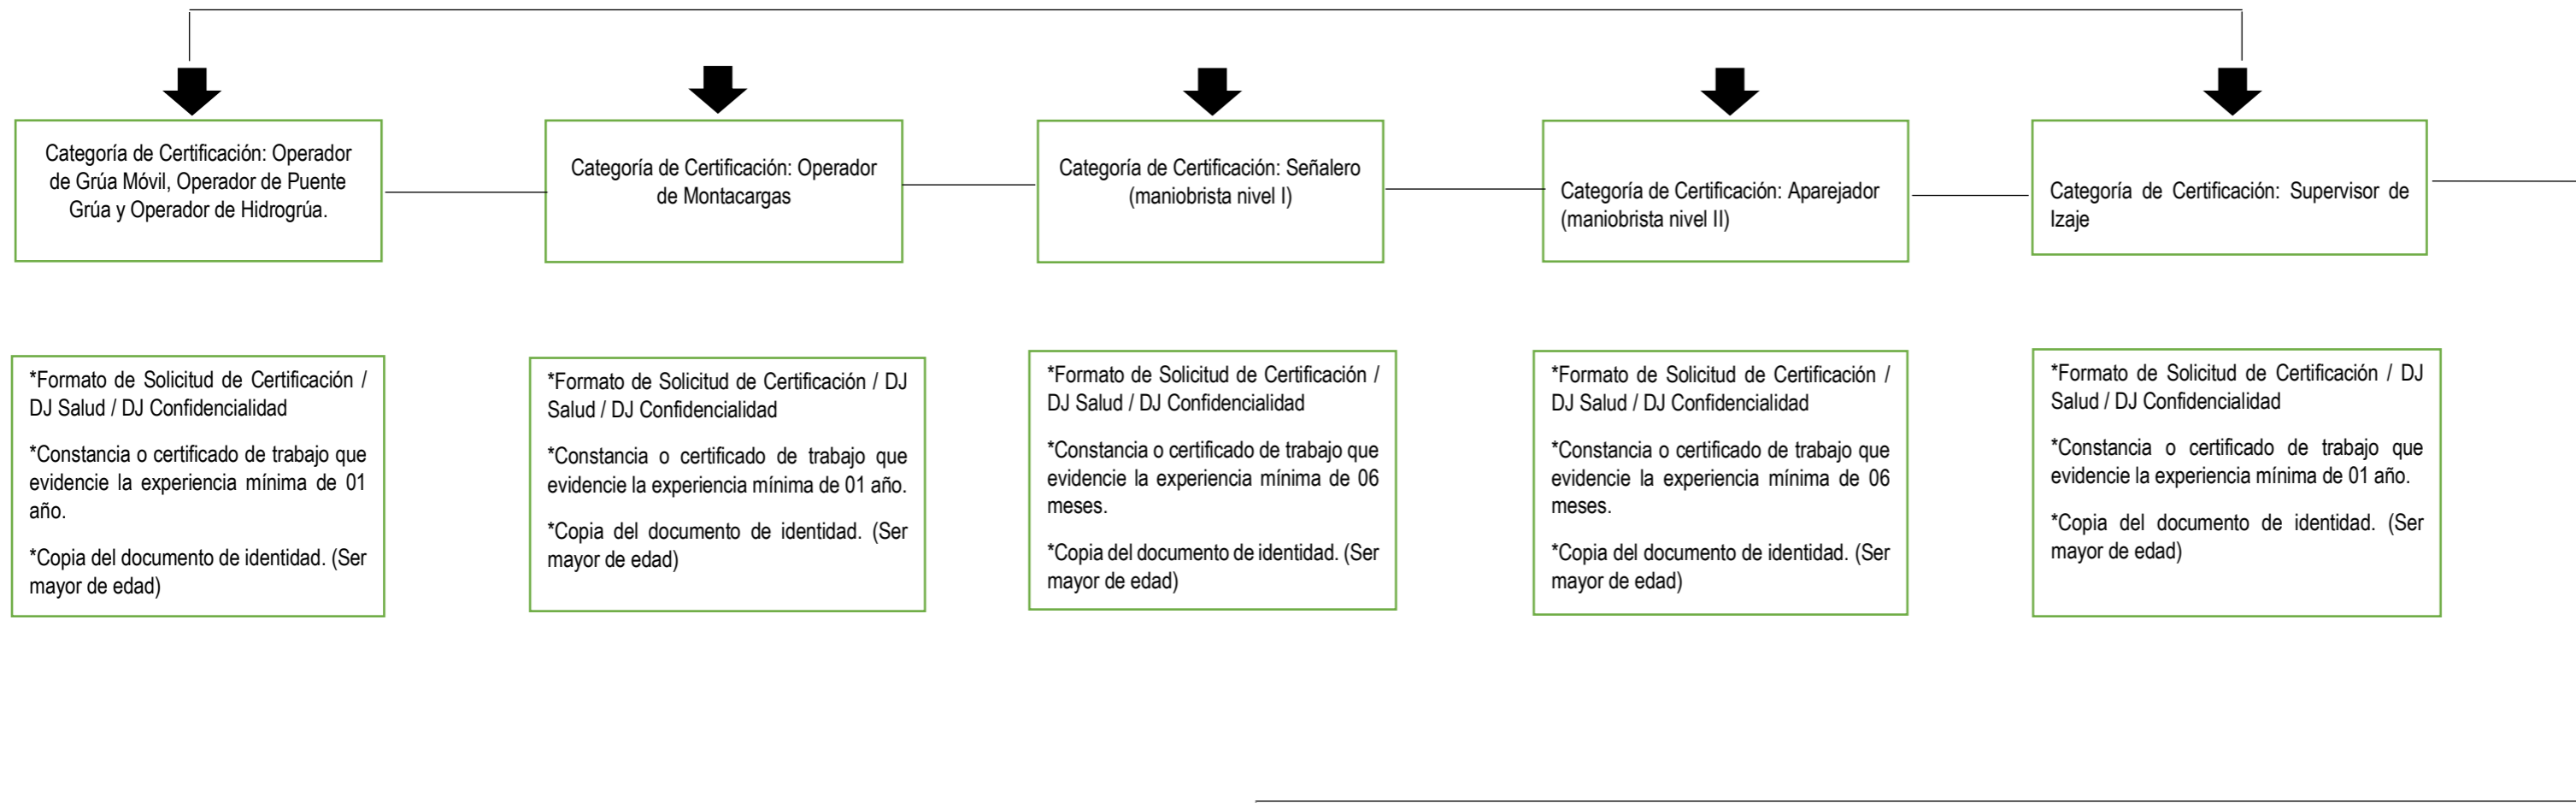 Categoría de Certificación: Operador
de Grúa Móvil, Operador de Puente
Grúa y Operador de Hidrogrúa.
Categoría de Certificación: Operador
de Montacargas
Categoría de Certificación: Señalero
(maniobrista nivel I)
Categoría de Certificación: Aparejador
(maniobrista nivel II)
Categoría de Certificación: Supervisor de
Izaje
*Formato de Solicitud de Certificación /
DJ Salud / DJ Confidencialidad
*Constancia o certificado de trabajo que
evidencie la experiencia mínima de 01
año.
*Copia del documento de identidad. (Ser
mayor de edad)
*Formato de Solicitud de Certificación / DJ
Salud / DJ Confidencialidad
*Constancia o certificado de trabajo que
evidencie la experiencia mínima de 01 año.
*Copia del documento de identidad. (Ser
mayor de edad)
*Formato de Solicitud de Certificación /
DJ Salud / DJ Confidencialidad
*Constancia o certificado de trabajo que
evidencie la experiencia mínima de 06
meses.
*Copia del documento de identidad. (Ser
mayor de edad)
*Formato de Solicitud de Certificación /
DJ Salud / DJ Confidencialidad
*Constancia o certificado de trabajo que
evidencie la experiencia mínima de 06
meses.
*Copia del documento de identidad. (Ser
mayor de edad)
*Formato de Solicitud de Certificación / DJ
Salud / DJ Confidencialidad
*Constancia o certificado de trabajo que
evidencie la experiencia mínima de 01 año.
*Copia del documento de identidad. (Ser
mayor de edad)